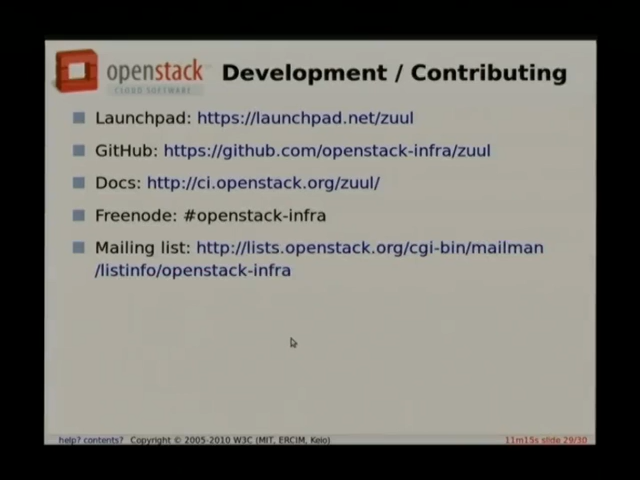 openstack
CLOUD SOFTWARE
Development / Contributing
Launchpad: https://launchpad.net/zuul
GitHub: https://github.com/openstack-infra/zuul
Docs: http://ci.openstack.org/zuul/
Freenode: #openstack-infra
Mailing list: http://lists.openstack.org/cgi-bin/mailman
/listinfo/openstack-infra
help? contents? Copyright © 2005-2010 W3C (MIT, ERCIM, Keio)
11m15s slide 29/30